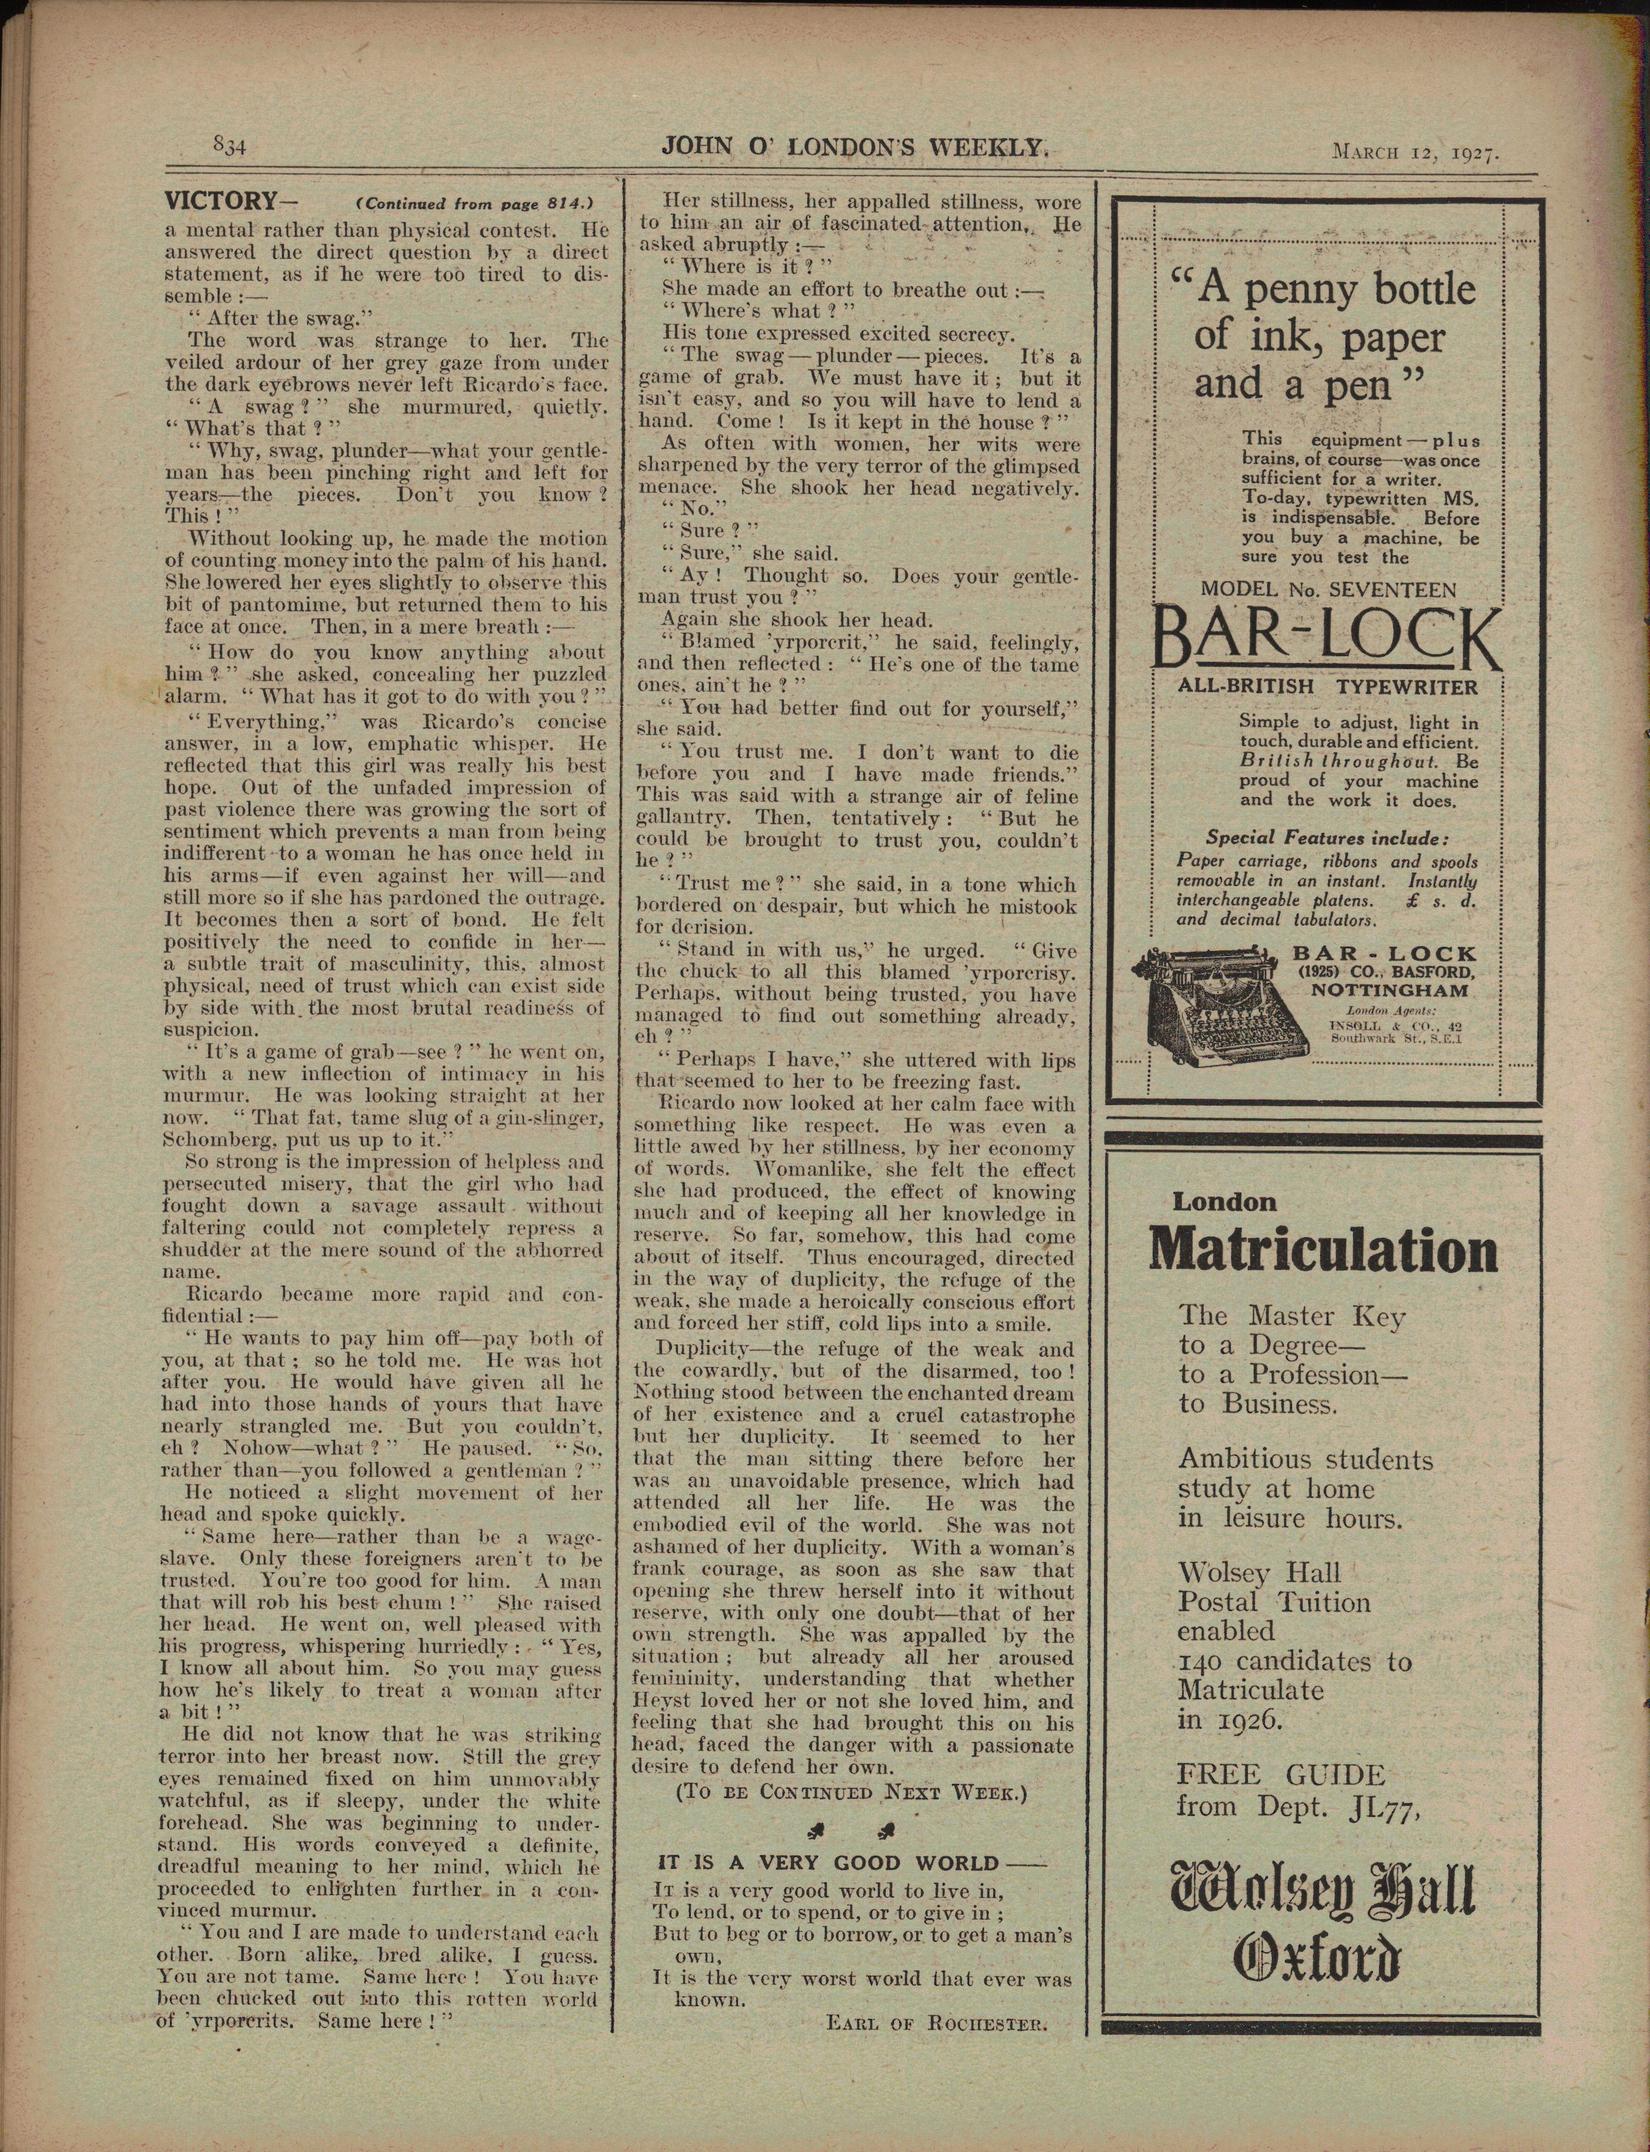 834
JOHN O' LONDON'S WEEKLY.
MARCH 12, 1927.
VICTORY— (Continued from page 814.)
a mental rather than physical contest. He
answered the direct question by a direct
statement, as if he were too tired to dis-
semble :—
“ After the swag.”
The word was strange to her. The
veiled ardour of her grey gaze from under
the dark eyebrows never left Ricardo's face.
“ A swag ? ” she murmured, quietly.
“ What's that ? ”
“ Why, swag, plunder—what your gentle-
man has been pinching right and left for
years—the pieces. Don't you know ?
This ! ”
Without looking up, he made the motion
of counting money into the palm of his hand.
She lowered her eyes slightly to observe this
bit of pantomime, but returned them to his
face at once. Then, in a mere breath :—
“ How do you know anything about
him ? ” she asked, concealing her puzzled
alarm. “ What has it got to do with you ? ”
“ Everything,” was Ricardo's concise
answer, in a low, emphatic whisper. He
reflected that this girl was really his best
hope. Out of the unfaded impression of
past violence there was growing the sort of
sentiment which prevents a man from being
indifferent to a woman he has once held in
his arms—if even against her will—and
still more so if she has pardoned the outrage.
It becomes then a sort of bond. He felt
positively the need to confide in her—
a subtle trait of masculinity, this, almost
physical, need of trust which can exist side
by side with the most brutal readiness of
suspicion.
“ It's a game of grab—see ? ” he went on,
with a new inflection of intimacy in his
murmur. He was looking straight at her
now. “ That fat, tame slug of a gin-slinger,
Schomberg, put us up to it.”
So strong is the impression of helpless and
persecuted misery, that the girl who had
fought down a savage assault without
faltering could not completely repress a
shudder at the mere sound of the abhorred
name.
Ricardo became more rapid and con-
fidential :—
“ He wants to pay him off—pay both of
you, at that ; so he told me. He was hot
after you. He would have given all he
had into those hands of yours that have
nearly strangled me. But you couldn't,
eh ? Nohow—what ? ” He paused. “ So,
rather than—you followed a gentleman ? ”
He noticed a slight movement of her
head and spoke quickly.
“ Same here—rather than be a wage-
slave. Only these foreigners aren't to be
trusted. You're too good for him. A man
that will rob his best chum ! ” She raised
her head. He went on, well pleased with
his progress, whispering hurriedly : “ Yes,
I know all about him. So you may guess
how he's likely to treat a woman after
a bit ! ”
He did not know that he was striking
terror into her breast now. Still the grey
eyes remained fixed on him unmovably
watchful, as if sleepy, under the white
forehead. She was beginning to under-
stand. His words conveyed a definite,
dreadful meaning to her mind, which he
proceeded to enlighten further in a con-
vinced murmur.
“ You and I are made to understand each
other. Born alike, bred alike, I guess.
You are not tame. Same here ! You have
been chucked out into this rotten world
of 'yrporcrits. Same here ! ”
Her stillness, her appalled stillness, wore
to him an air of fascinated attention. He
asked abruptly :—
“ Where is it ? ”
She made an effort to breathe out :—
“ Where's what ? ”
His tone expressed excited secrecy.
“ The swag — plunder — pieces. It's a
game of grab. We must have it ; but it
isn't easy, and so you will have to lend a
hand. Come ! Is it kept in the house ? ”
As often with women, her wits were
sharpened by the very terror of the glimpsed
menace. She shook her head negatively.
“ No.”
“ Sure ? ”
“ Sure,” she said.
“ Ay ! Thought so. Does your gentle-
man trust you ? ”
Again she shook her head.
“ Blamed 'yrporcrit,” he said, feelingly,
and then reflected : “ He's one of the tame
ones, ain't he ? ”
“ You had better find out for yourself,”
she said.
“ You trust me. I don't want to die
before you and I have made friends.”
This was said with a strange air of feline
gallantry. Then, tentatively : “ But he
could be brought to trust you, couldn't
he ? ”
“ Trust me ? ” she said, in a tone which
bordered on despair, but which he mistook
for derision.
“ Stand in with us,” he urged. “ Give
the chuck to all this blamed 'yrporcrisy.
Perhaps, without being trusted, you have
managed to find out something already,
eh ? ”
“ Perhaps I have,” she uttered with lips
that seemed to her to be freezing fast.
Ricardo now looked at her calm face with
something like respect. He was even a
little awed by her stillness, by her economy
of words. Womanlike, she felt the effect
she had produced, the effect of knowing
much and of keeping all her knowledge in
reserve. So far, somehow, this had come
about of itself. Thus encouraged, directed
in the way of duplicity, the refuge of the
weak, she made a heroically conscious effort
and forced her stiff, cold lips into a smile.
Duplicity—the refuge of the weak and
the cowardly, but of the disarmed, too !
Nothing stood between the enchanted dream
of her existence and a cruel catastrophe
but her duplicity. It seemed to her
that the man sitting there before her
was an unavoidable presence, which had
attended all her life. He was the
embodied evil of the world. She was not
ashamed of her duplicity. With a woman's
frank courage, as soon as she saw that
opening she threw herself into it without
reserve, with only one doubt—that of her
own strength. She was appalled by the
situation ; but already all her aroused
femininity, understanding that whether
Heyst loved her or not she loved him, and
feeling that she had brought this on his
head, faced the danger with a passionate
desire to defend her own.
(TO BE CONTINUED NEXT WEEK.)
IT IS A VERY GOOD WORLD ——
IT is a very good world to live in,
To lend, or to spend, or to give in ;
But to beg or to borrow, or to get a man's
own,
It is the very worst world that ever was
known.
EARL OF ROCHESTER.
“A penny bottle
of ink, paper
and a pen”
This equipment — plus
brains, of course—was once
sufficient for a writer.
To-day, typewritten MS.
is indispensable. Before
you buy a machine, be
sure you test the
MODEL No. SEVENTEEN
BAR-LOCK
ALL-BRITISH TYPEWRITER
Simple to adjust, light in
touch, durable and efficient.
British throughout. Be
proud of your machine
and the work it does.
Special Features include:
Paper carriage, ribbons and spools
removable in an instant. Instantly
interchangeable platens. £ s. d.
and decimal tabulators.
BAR - LOCK
(1925) CO., BASFORD,
NOTTINGHAM
London Agents:
INSOLL & CO., 42
Southwark St., S.E.1
London
Matriculation
The Master Key
to a Degree—
to a Profession—
to Business.
Ambitious students
study at home
in leisure hours.
Wolsey Hall
Postal Tuition
enabled
140 candidates to
Matriculate
in 1926.
FREE GUIDE
from Dept. JL77,
Wolsey Hall
Oxford